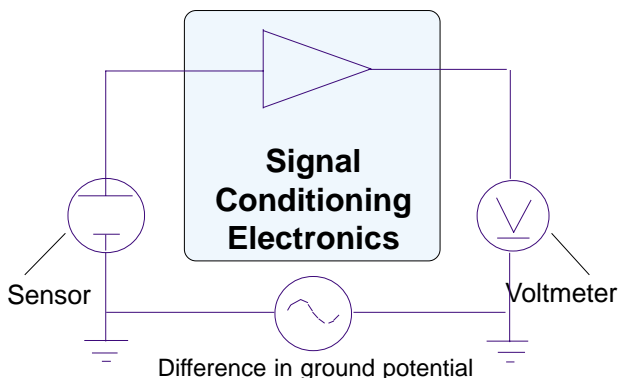 Signal
Conditioning
Electronics
Sensor
Voltmeter
Difference in ground potential